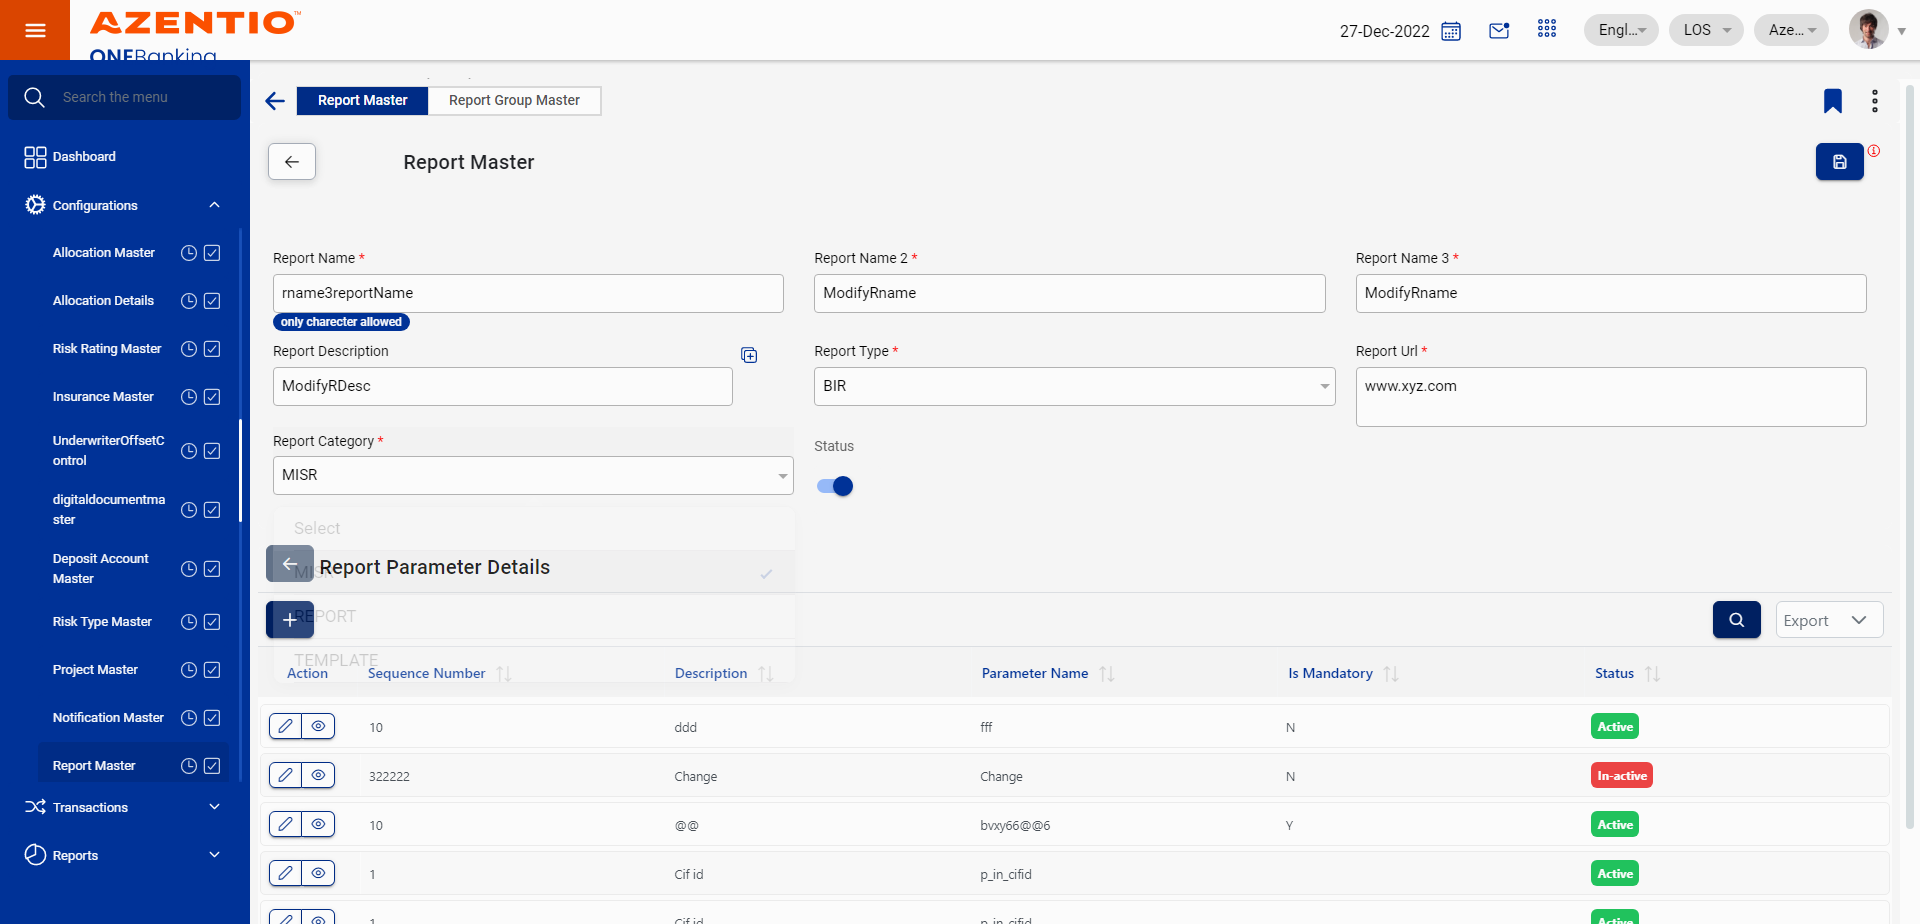 AZENTIO™
ONEBanking
27-Dec-2022
Engl...
LOS
Aze...
Search the menu
Dashboard
Configurations
Allocation Master
Allocation Details
Risk Rating Master
Insurance Master
UnderwriterOffsetC
ontrol
digitaldocumentma
ster
Deposit Account
Master
Risk Type Master
Project Master
Notification Master
Report Master
Transactions
Reports
Report Master
Report Group Master
Report Master
Report Name *
rname3reportName
only charecter allowed
Report Name 2 *
ModifyRname
Report Name 3 *
ModifyRname
Report Description
ModifyRDesc
Report Type *
BIR
Report Url *
www.xyz.com
Report Category *
MISR
Status
Select
MISR
REPORT
TEMPLATE
Report Parameter Details
Export
Action Sequence Number Description Parameter Name Is Mandatory Status
10 ddd fff N Active
322222 Change Change N In-active
10 @@ bvxy66@@6 Y Active
1 Cif id p_in_cifid Active
1 Cif id p_in_cifid Active